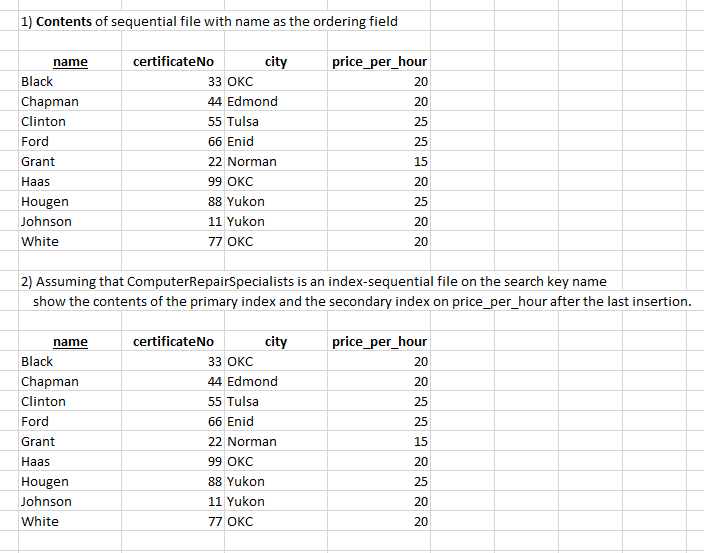 1) Contents of sequential file with name as the ordering field
name certificateNo city price_per_hour
Black 33 OKC 20
Chapman 44 Edmond 20
Clinton 55 Tulsa 25
Ford 66 Enid 25
Grant 22 Norman 15
Haas 99 OKC 20
Hougen 88 Yukon 25
Johnson 11 Yukon 20
White 77 OKC 20
2) Assuming that ComputerRepairSpecialists is an index-sequential file on the search key name
show the contents of the primary index and the secondary index on price_per_hour after the last insertion.
name certificateNo city price_per_hour
Black 33 OKC 20
Chapman 44 Edmond 20
Clinton 55 Tulsa 25
Ford 66 Enid 25
Grant 22 Norman 15
Haas 99 OKC 20
Hougen 88 Yukon 25
Johnson 11 Yukon 20
White 77 OKC 20